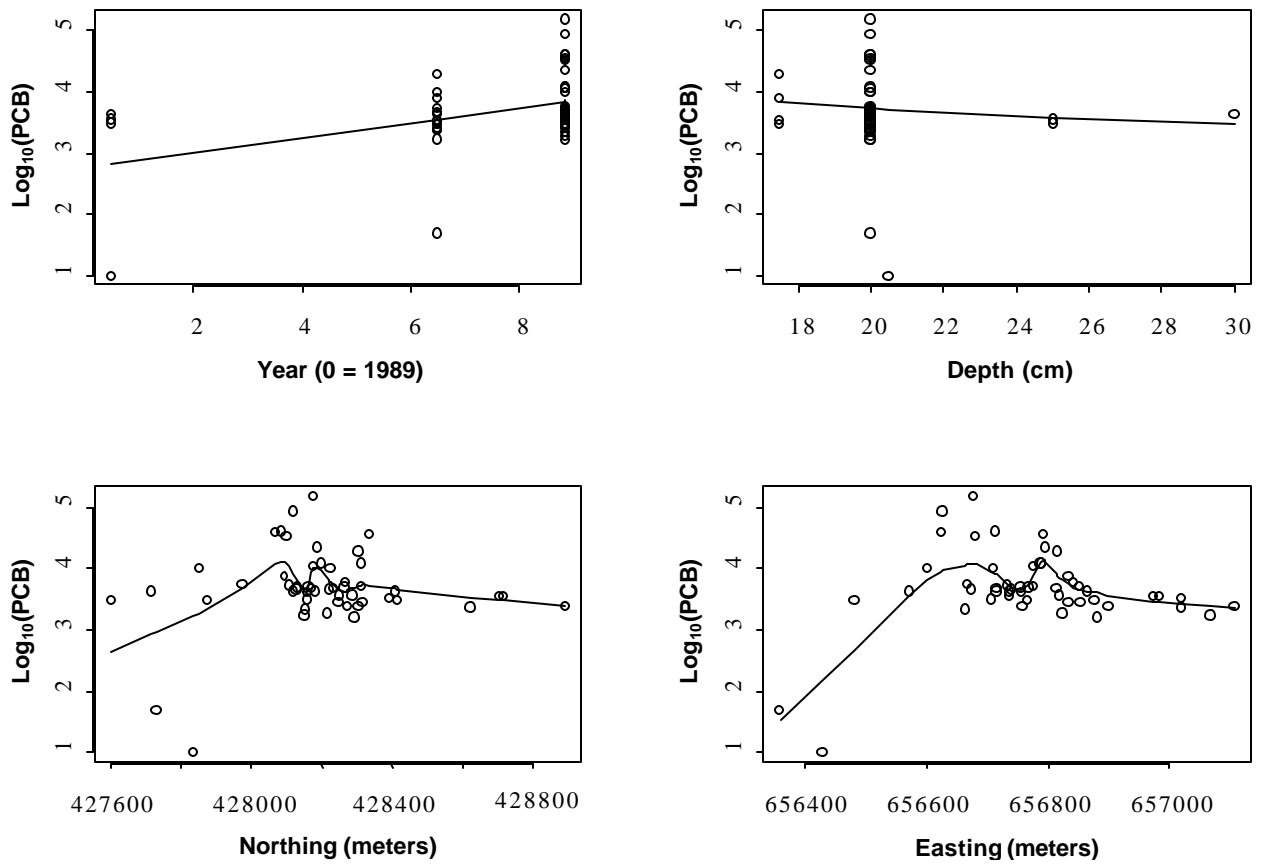 Log10(PCB)
5
4
3
2
1
2 4 6 8
Year (0 = 1989)
Log10(PCB)
5
4
3
2
1
18 20 22 24 26 28 30
Depth (cm)
Log10(PCB)
5
4
3
2
1
427600 428000 428400 428800
Northing (meters)
Log10(PCB)
5
4
3
2
1
656400 656600 656800 657000
Easting (meters)